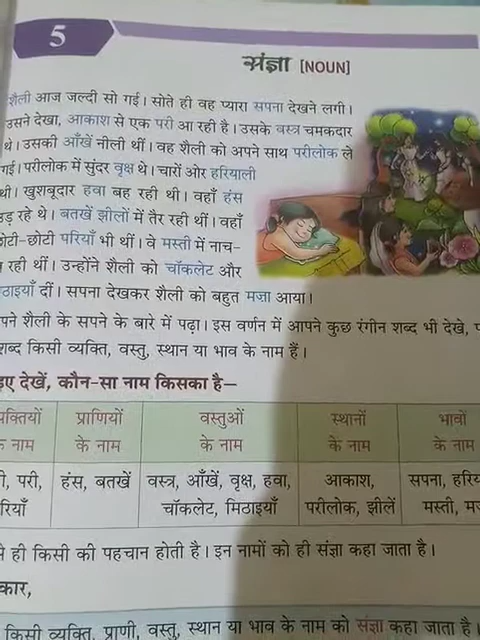 5
संज्ञा [NOUN]
शैली आज जल्दी सो गई। सोते ही वह प्यारा सपना देखने लगी।
उसने देखा, आकाश से एक परी आ रही है। उसके वस्त्र चमकदार
थे। उसकी आँखें नीली थीं। वह शैली को अपने साथ परीलोक ले
गई। परीलोक में सुंदर वृक्ष थे। चारों ओर हरियाली
थी। खुशबूदार हवा बह रही थी। वहाँ हंस
उड़ रहे थे। बतखें झीलों में तैर रही थीं। वहाँ
छोटी-छोटी परियाँ भी थीं। वे मस्ती में नाच-
रही थीं। उन्होंने शैली को चॉकलेट और
मिठाइयाँ दीं। सपना देखकर शैली को बहुत मज़ा आया।
शैली के सपने के बारे में पढ़ा। इस वर्णन में आपने कुछ रंगीन शब्द भी देखे,
शब्द किसी व्यक्ति, वस्तु, स्थान या भाव के नाम हैं।
देखें, कौन-सा नाम किसका है—
प्राणियों वस्तुओं स्थानों भावों
नाम के नाम के नाम के नाम के नाम
परी, हंस, बतखें वस्त्र, आँखें, वृक्ष, हवा, आकाश, सपना,
चॉकलेट, मिठाइयाँ परीलोक, झीलें मस्ती,
ही किसी की पहचान होती है। इन नामों को ही संज्ञा कहा जाता है।
किसी व्यक्ति, प्राणी, वस्तु, स्थान या भाव के नाम को संज्ञा कहा जाता है।